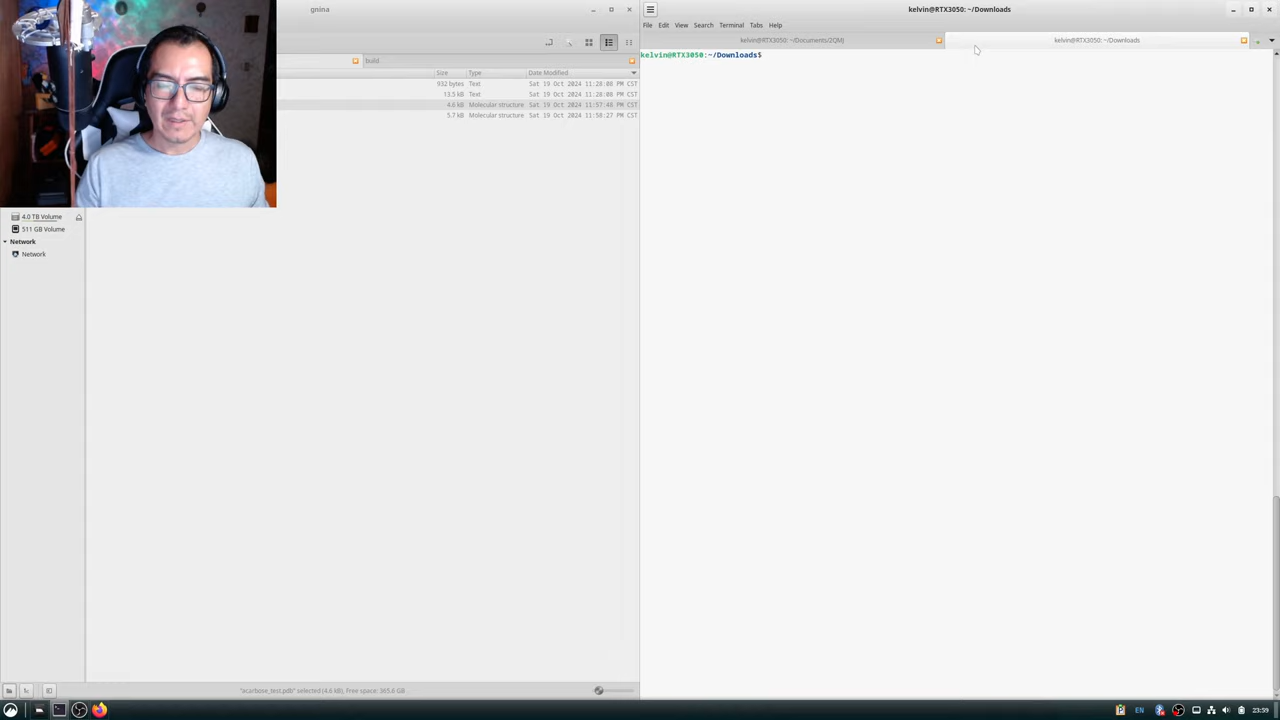 gnina
kelvin@RTX3050: ~/Downloads
File Edit View Search Terminal Tabs Help
build
kelvin@RTX3050: ~/Documents/2QMJ
kelvin@RTX3050: ~/Downloads
Size Type Date Modified
kelvin@RTX3050:~/Downloads$
932 bytes Text Sat 19 Oct 2024 11:28:08 PM CST
13.5 kB Text Sat 19 Oct 2024 11:28:08 PM CST
4.6 kB Molecular structure Sat 19 Oct 2024 11:57:48 PM CST
5.7 kB Molecular structure Sat 19 Oct 2024 11:58:27 PM CST
4.0 TB Volume
511 GB Volume
Network
Network
"acarbose_test.pdb" selected (4.6 kB), Free space: 365.6 GB
EN
23:59